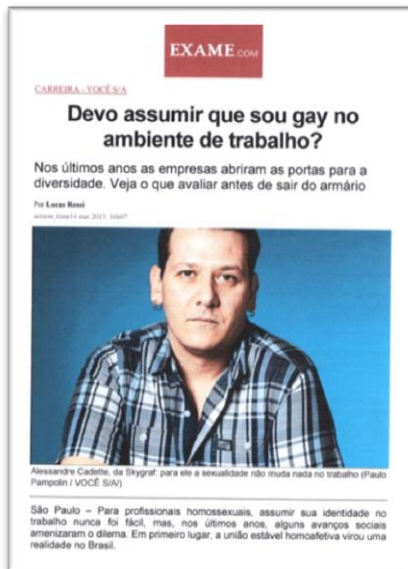 EXAME.COM
CARREIRA - VOCÊ S/A
Devo assumir que sou gay no
ambiente de trabalho?
Nos últimos anos as empresas abriram as portas para a
diversidade. Veja o que avaliar antes de sair do armário
Por Lucas Rossi
access_time14 mar 2013, 16h07
Alessandre Cadette, da Skygraf: para ele a sexualidade não muda nada no trabalho (Paulo
Pampolin / VOCÊ S/A/)
São Paulo – Para profissionais homossexuais, assumir sua identidade no
trabalho nunca foi fácil, mas, nos últimos anos, alguns avanços sociais
amenizaram o dilema. Em primeiro lugar, a união estável homoafetiva virou uma
realidade no Brasil.